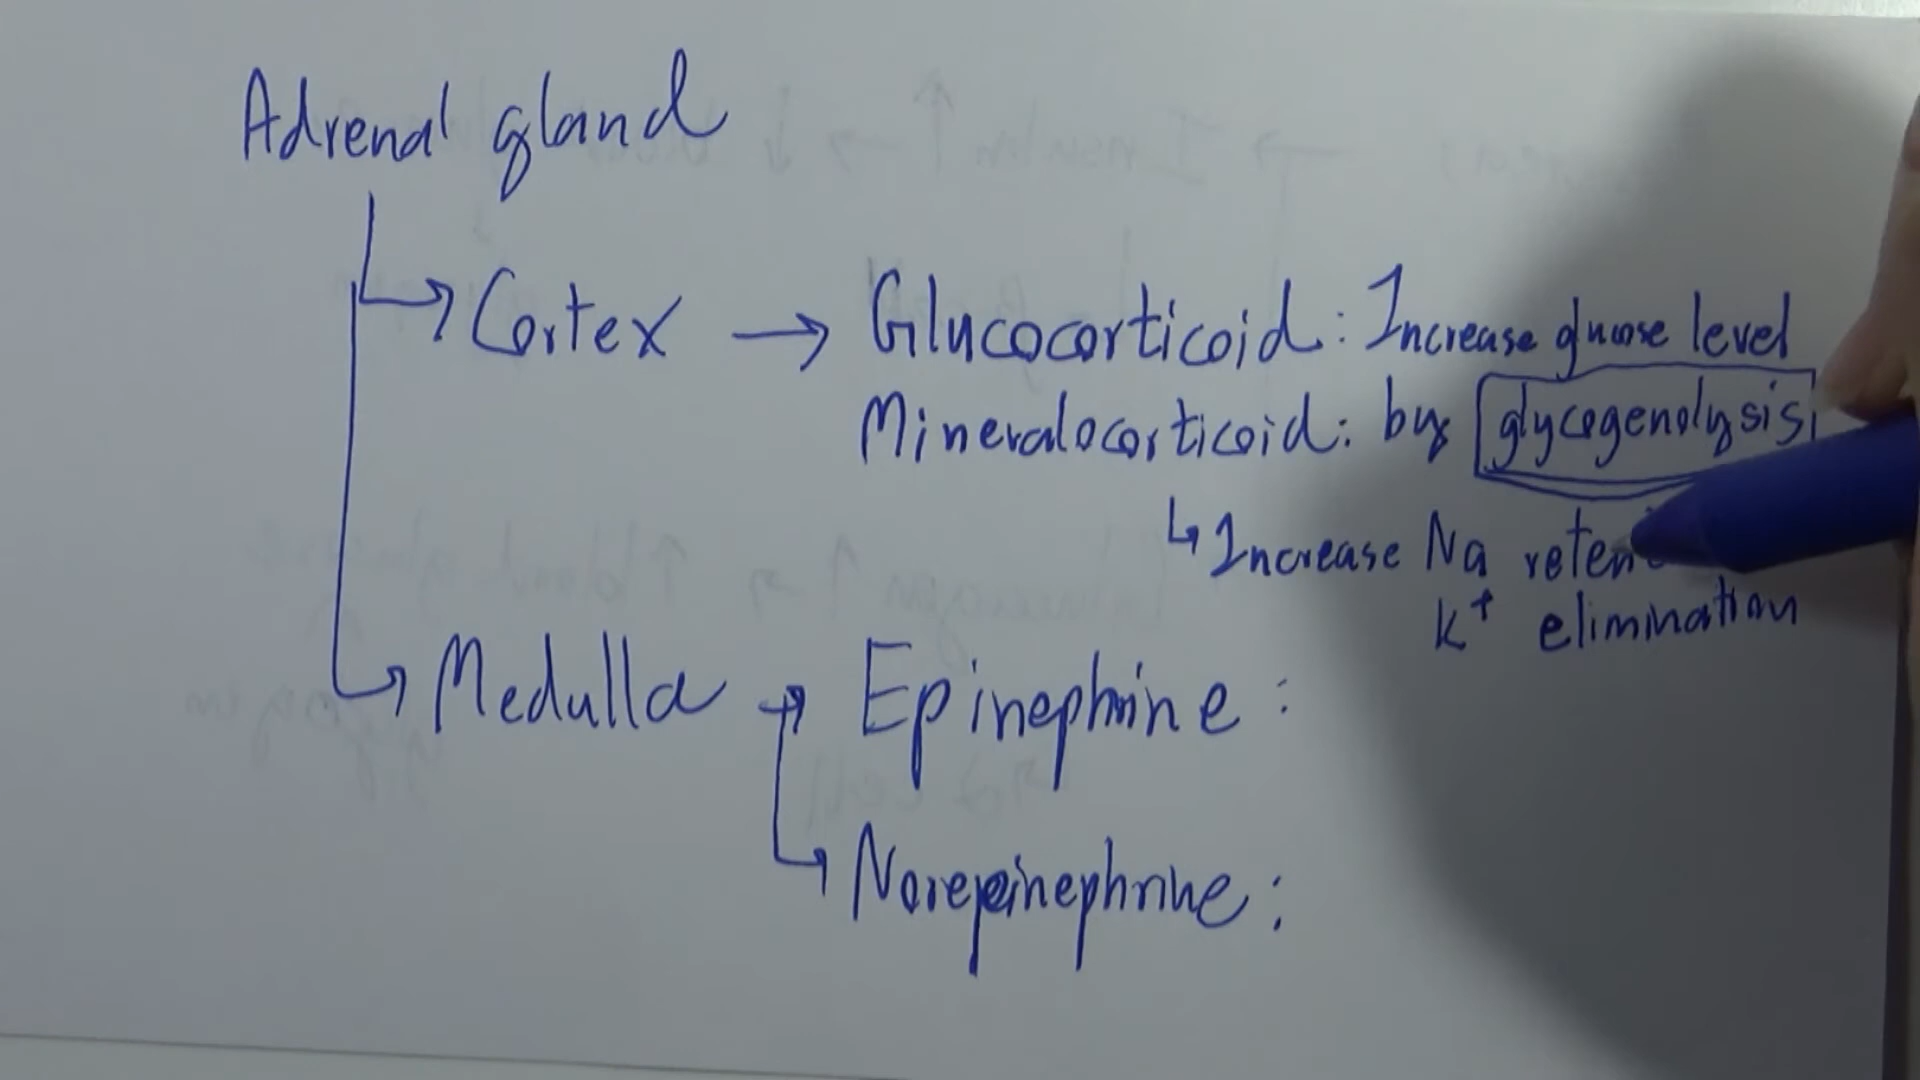 Adrenal gland
Cortex → Glucocorticoid: Increase glucose level
Mineralocorticoid: by glycogenolysis
↳ Increase Na
K+ elimination
Medulla → Epinephrine:
Norepinephrine: